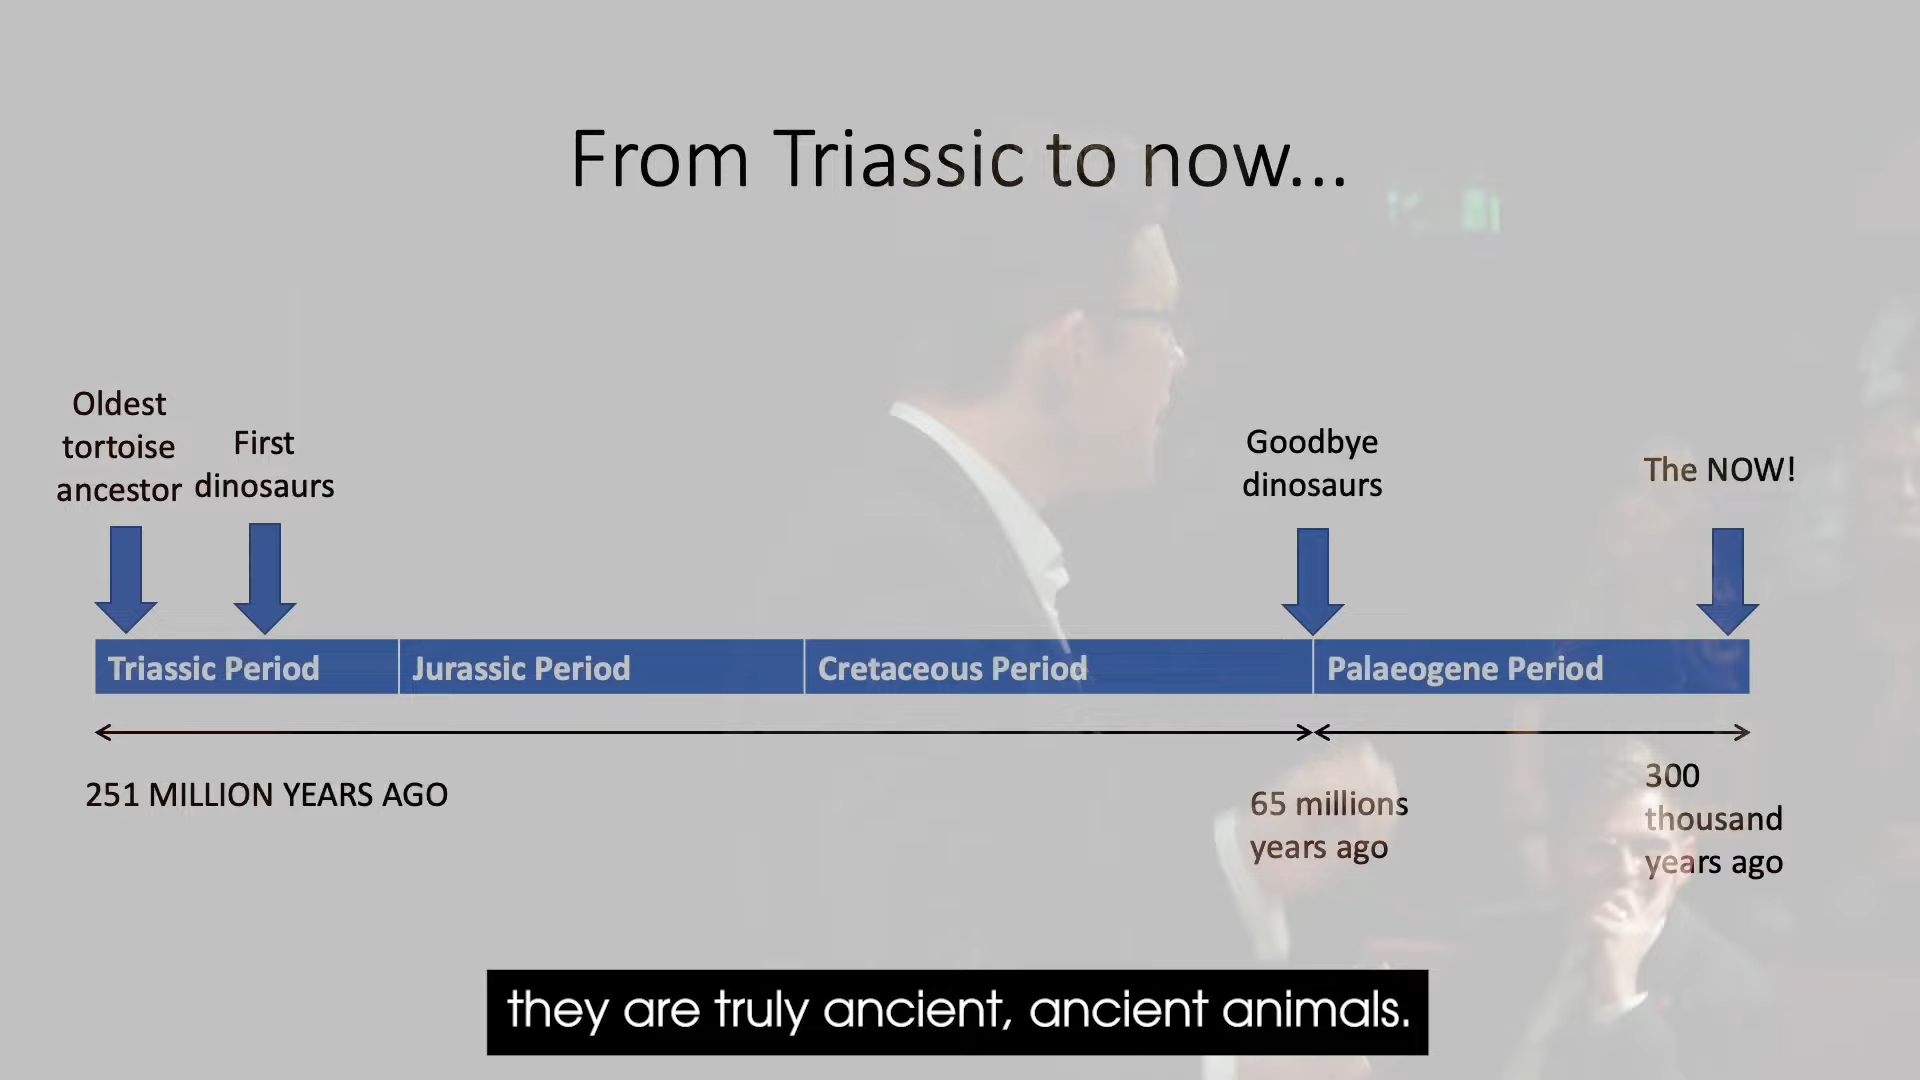 From Triassic to now...
Oldest
tortoise
ancestor
First
dinosaurs
Goodbye
dinosaurs
The NOW!
Triassic Period
Jurassic Period
Cretaceous Period
Palaeogene Period
251 MILLION YEARS AGO
65 millions
years ago
300
thousand
years ago
they are truly ancient, ancient animals.